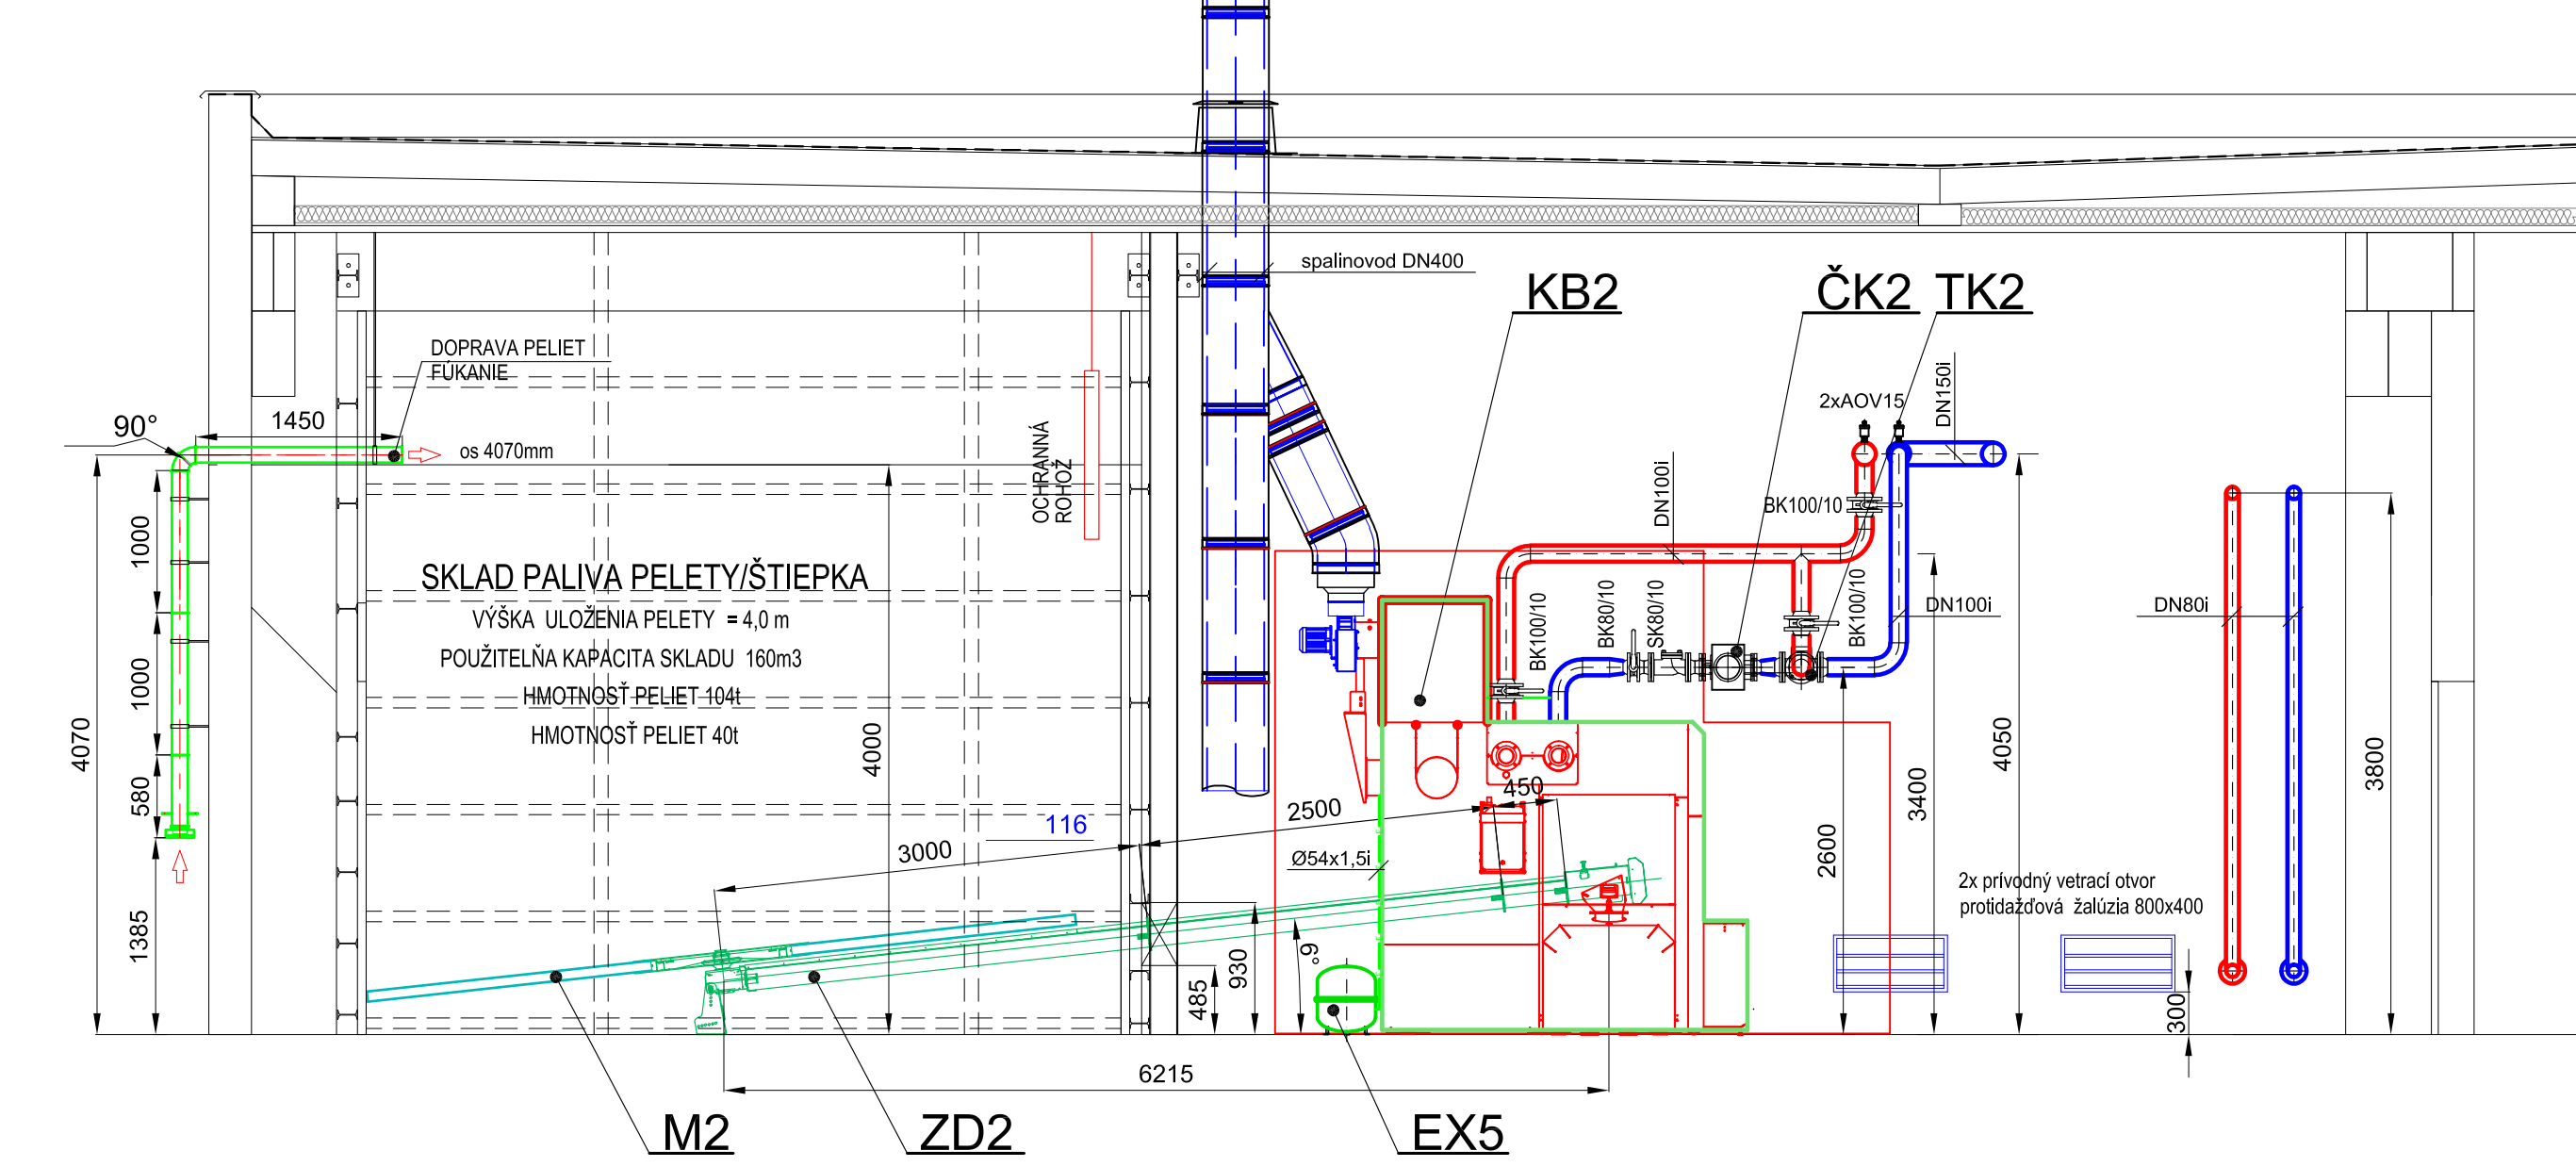 spalinovod DN400
KB2
ČK2
TK2
DOPRAVA PELIET
FÚKANIE
90°
1450
os 4070mm
OCHRANNÁ
ROHOŽ
2xAOV15
DN150i
DN100i
BK100/10
1000
SKLAD PALIVA PELETY/ŠTIEPKA
VÝŠKA ULOŽENIA PELETY = 4,0 m
POUŽITELŇA KAPACITA SKLADU 160m3
HMOTNOSŤ PELIET 104t
HMOTNOSŤ PELIET 40t
BK100/10
BK80/10
SK80/10
BK100/10
DN100i
DN80i
1000
4070
580
4000
4050
3800
3400
2600
450
2500
116
3000
Ø54x1,5i
2x prívodný vetrací otvor
protidažďová žalúzia 800x400
1385
485
930
6°
300
6215
M2
ZD2
EX5